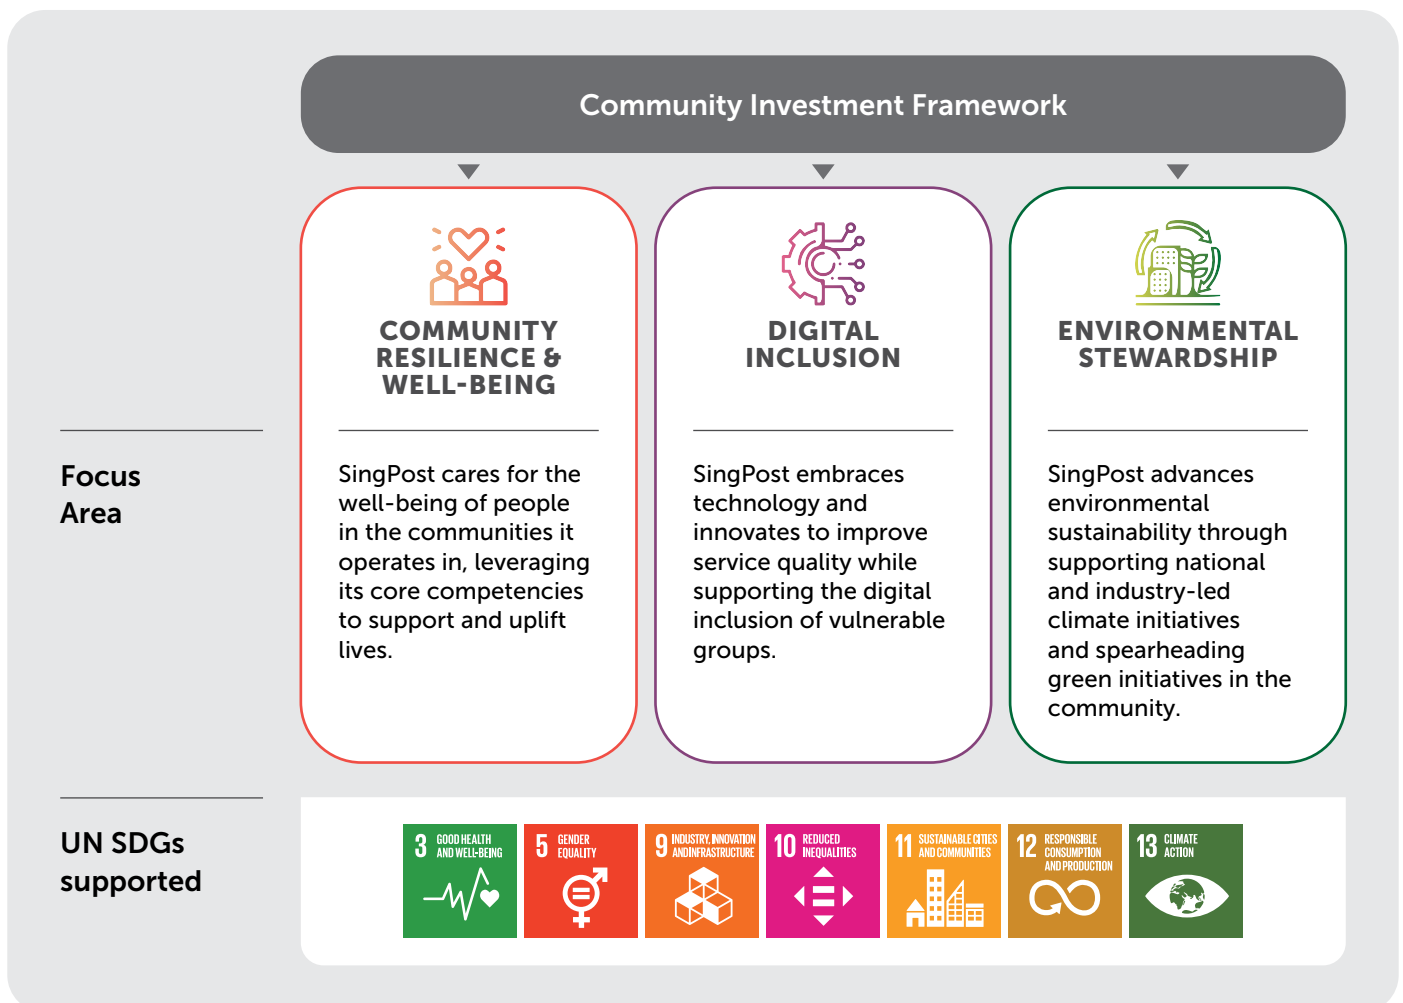 Community Investment Framework
COMMUNITY
RESILIENCE &
WELL-BEING
DIGITAL
INCLUSION
ENVIRONMENTAL
STEWARDSHIP
Focus
Area
SingPost cares for the
well-being of people
in the communities it
operates in, leveraging
its core competencies
to support and uplift
lives.
SingPost embraces
technology and
innovates to improve
service quality while
supporting the digital
inclusion of vulnerable
groups.
SingPost advances
environmental
sustainability through
supporting national
and industry-led
climate initiatives
and spearheading
green initiatives in the
community.
UN SDGs
supported
3 GOOD HEALTH
AND WELL-BEING
5 GENDER
EQUALITY
9 INDUSTRY, INNOVATION
AND INFRASTRUCTURE
10 REDUCED
INEQUALITIES
11 SUSTAINABLE CITIES
AND COMMUNITIES
12 RESPONSIBLE
CONSUMPTION
AND PRODUCTION
13 CLIMATE
ACTION